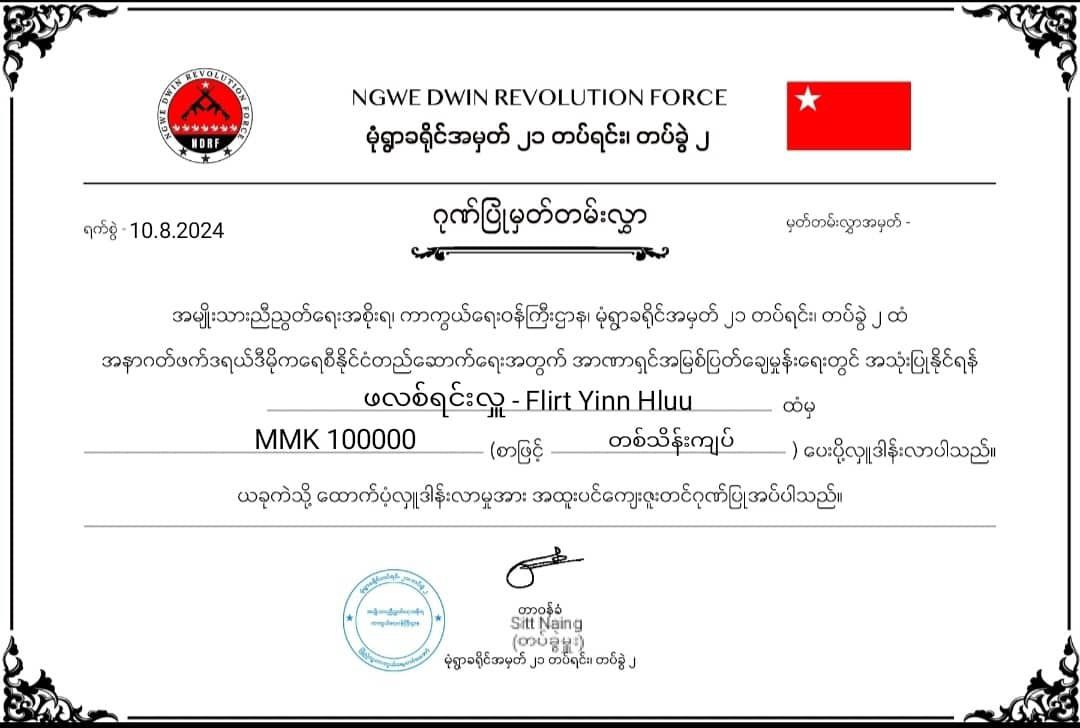 NGWE DWIN REVOLUTION FORCE
NDRF
NGWE DWIN REVOLUTION FORCE
မုံရွာခရိုင်အမှတ် ၂၁ တပ်ရင်း၊ တပ်ခွဲ ၂
ဂုဏ်ပြုမှတ်တမ်းလွှာ
ရက်စွဲ - 10.8.2024
မှတ်တမ်းလွှာအမှတ် -
အမျိုးသားညီညွတ်ရေးအစိုးရ၊ ကာကွယ်ရေးဝန်ကြီးဌာန၊ မုံရွာခရိုင်အမှတ် ၂၁ တပ်ရင်း၊ တပ်ခွဲ ၂ ထံ
အနာဂတ်ဖက်ဒရယ်ဒီမိုကရေစီနိုင်ငံတည်ဆောက်ရေးအတွက် အာဏာရှင်အမြစ်ပြတ်ချေမှုန်းရေးတွင် အသုံးပြုနိုင်ရန်
ဖလစ်ရင်းလှူ - Flirt Yinn Hluu ထံမှ
MMK 100000 (စာဖြင့် တစ်သိန်းကျပ် ) ပေးပို့လှူဒါန်းလာပါသည်။
ယခုကဲသို့ ထောက်ပံ့လှူဒါန်းလာမှုအား အထူးပင်ကျေးဇူးတင်ဂုဏ်ပြုအပ်ပါသည်။
တာဝန်ခံ
Sitt Naing
(တပ်ခွဲမှူး)
မုံရွာခရိုင်အမှတ် ၂၁ တပ်ရင်း၊ တပ်ခွဲ ၂